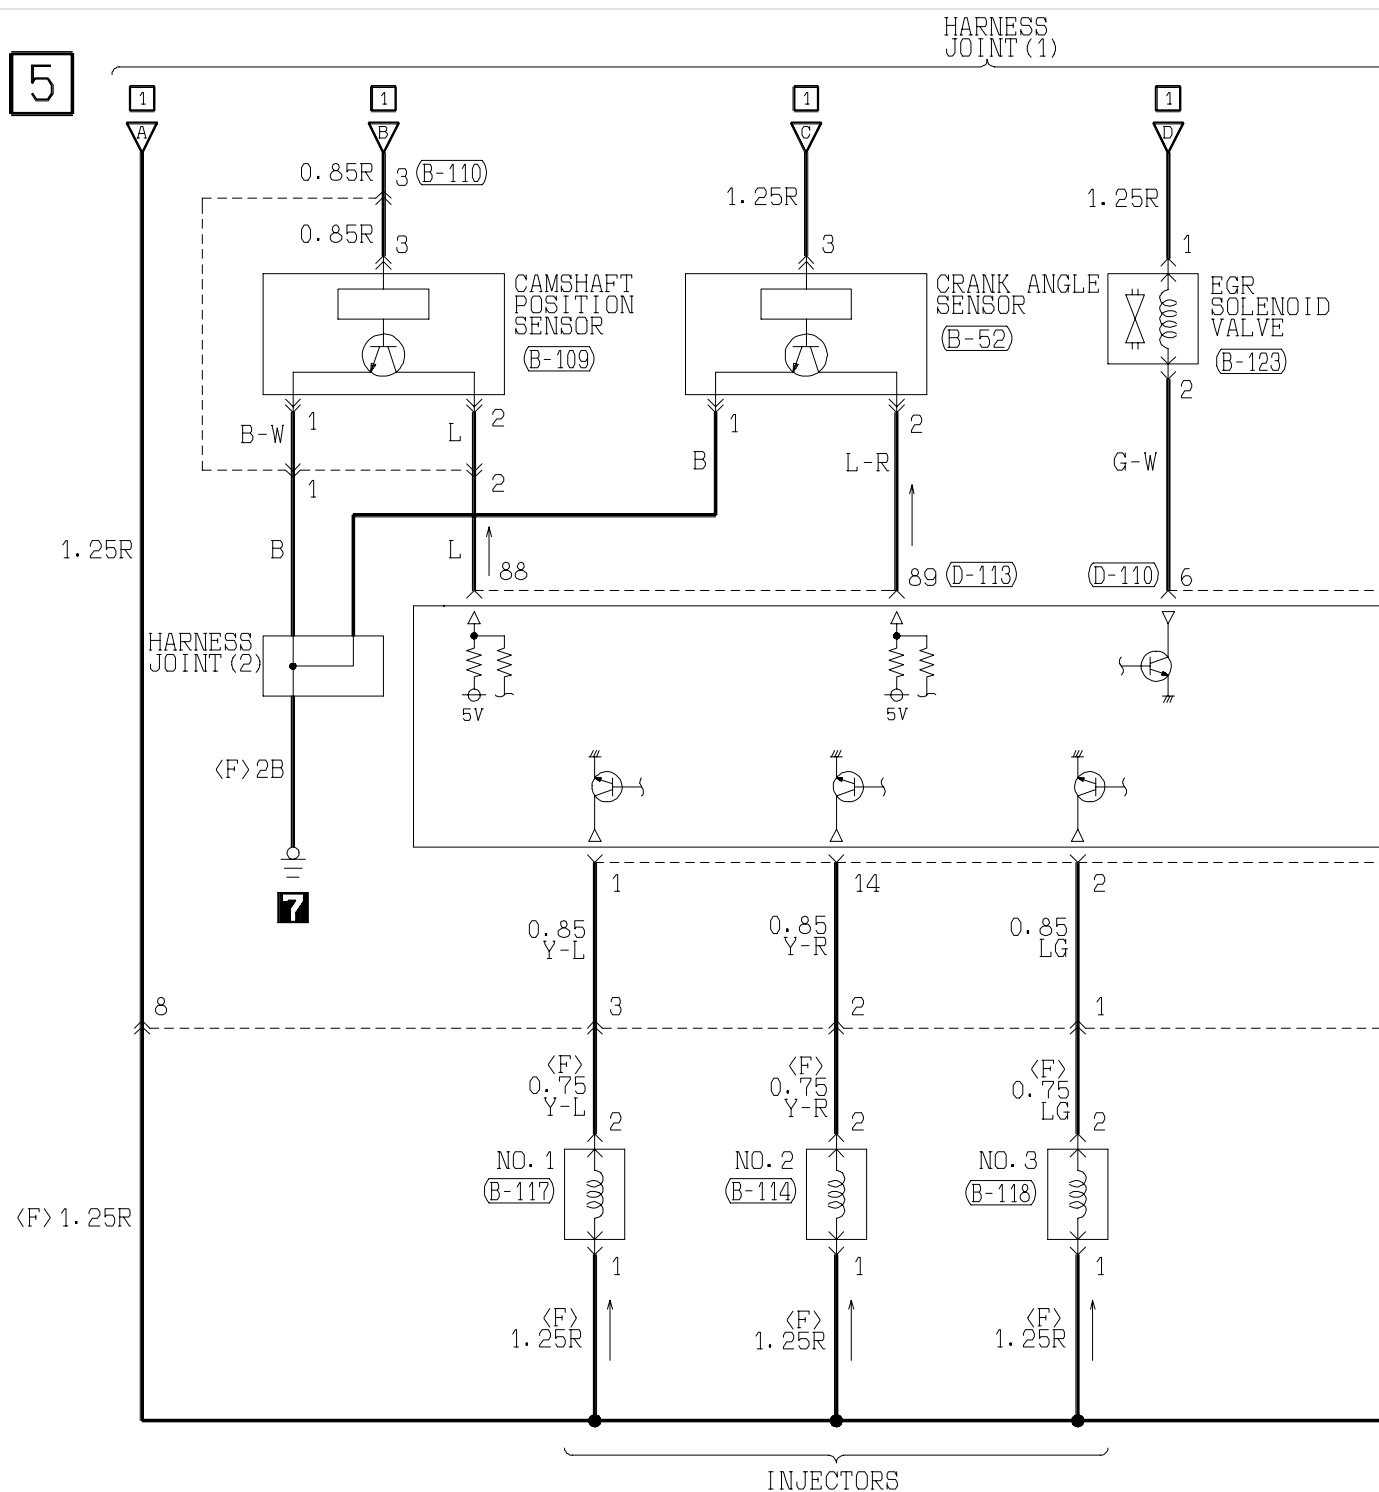 HARNESS
JOINT(1)
5
1
1
1
1
A
B
C
D
0.85R
3
(B-110)
1.25R
1.25R
0.85R
3
3
1
CAMSHAFT
POSITION
SENSOR
(B-109)
CRANK ANGLE
SENSOR
(B-52)
EGR
SOLENOID
VALVE
(B-123)
B-W
1
L
2
1
2
2
B
L-R
G-W
1
2
1.25R
B
L
88
89
(D-113)
(D-110)
6
HARNESS
JOINT(2)
5V
5V
<F>2B
7
1
14
2
0.85
Y-L
0.85
Y-R
0.85
LG
8
3
2
1
<F>
0.75
Y-L
<F>
0.75
Y-R
<F>
0.75
LG
2
2
2
NO.1
(B-117)
NO.2
(B-114)
NO.3
(B-118)
<F>1.25R
1
1
1
<F>
1.25R
<F>
1.25R
<F>
1.25R
INJECTORS